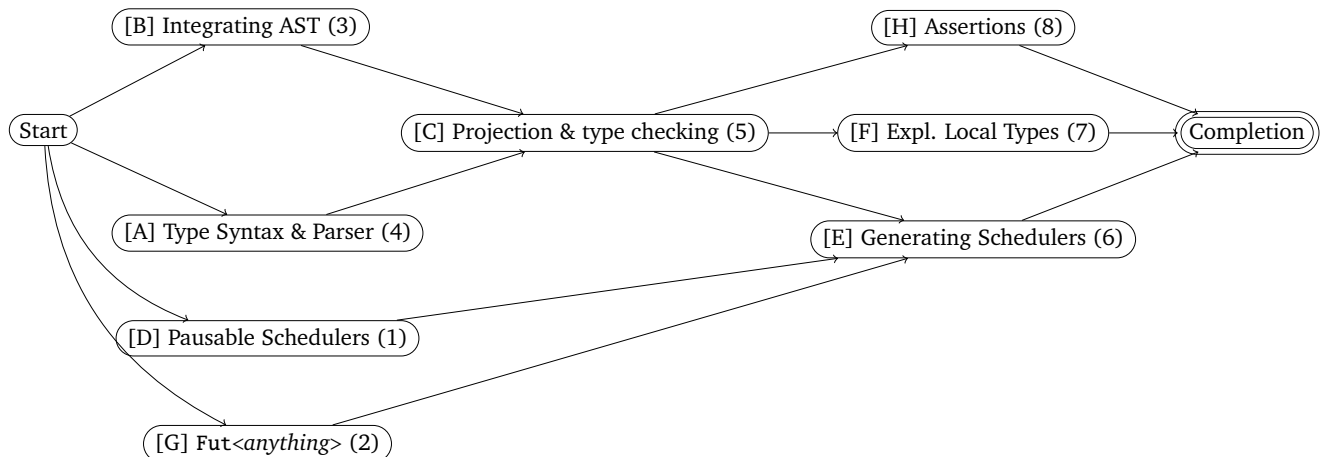 [B] Integrating AST (3)
[H] Assertions (8)
Start
[C] Projection & type checking (5)
[F] Expl. Local Types (7)
Completion
[A] Type Syntax & Parser (4)
[E] Generating Schedulers (6)
[D] Pausable Schedulers (1)
[G] Fut<anything> (2)